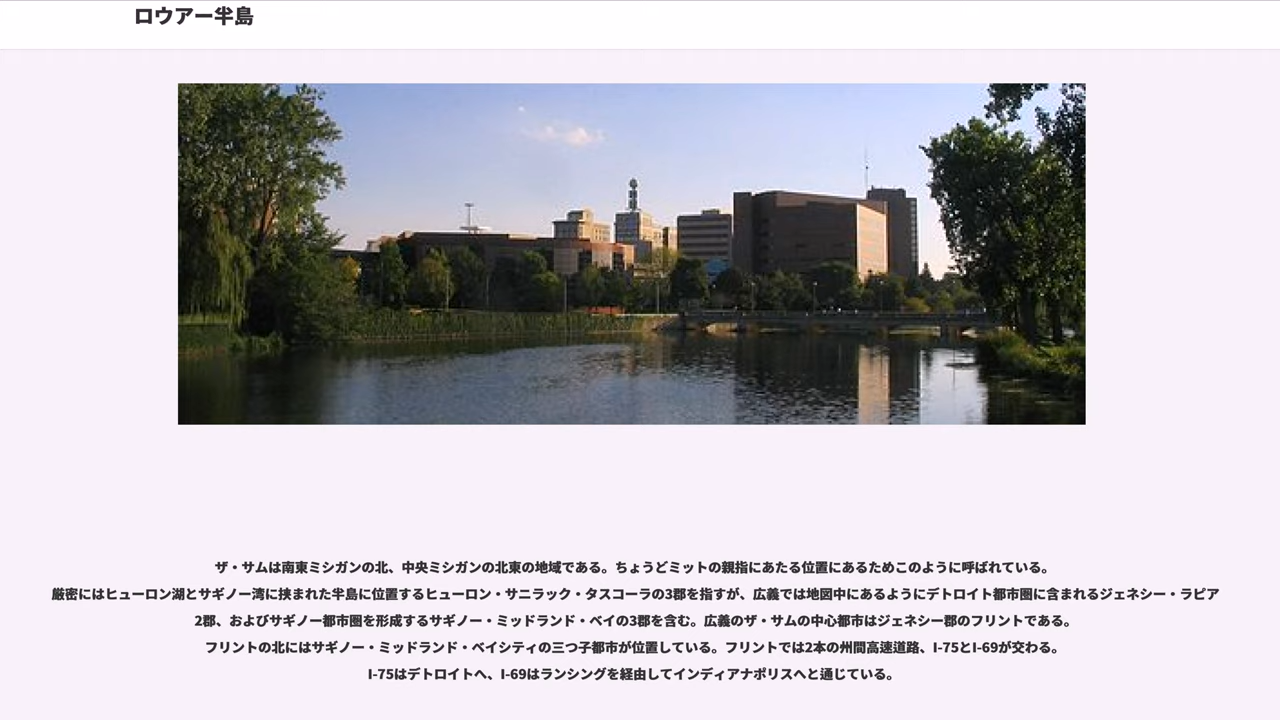 ロウアー半島
ザ・サムは南東ミシガンの北、中央ミシガンの北東の地域である。ちょうどミットの親指にあたる位置にあるためこのように呼ばれている。
厳密にはヒューロン湖とサギノー湾に挟まれた半島に位置するヒューロン・サニラック・タスコーラの3郡を指すが、広義では地図中にあるようにデトロイト都市圏に含まれるジェネシー・ラピア
2郡、およびサギノー都市圏を形成するサギノー・ミッドランド・ベイの3郡を含む。広義のザ・サムの中心都市はジェネシー郡のフリントである。
フリントの北にはサギノー・ミッドランド・ベイシティの三つ子都市が位置している。フリントでは2本の州間高速道路、I-75とI-69が交わる。
I-75はデトロイトへ、I-69はランシングを経由してインディアナポリスへと通じている。